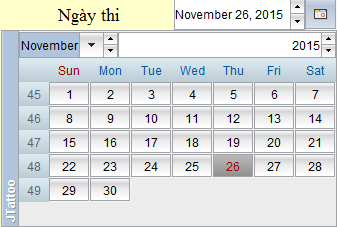 Ngày thi November 26, 2015
November 2015
Sun Mon Tue Wed Thu Fri Sat
45 1 2 3 4 5 6 7
46 8 9 10 11 12 13 14
47 15 16 17 18 19 20 21
48 22 23 24 25 26 27 28
49 29 30
JTattoo